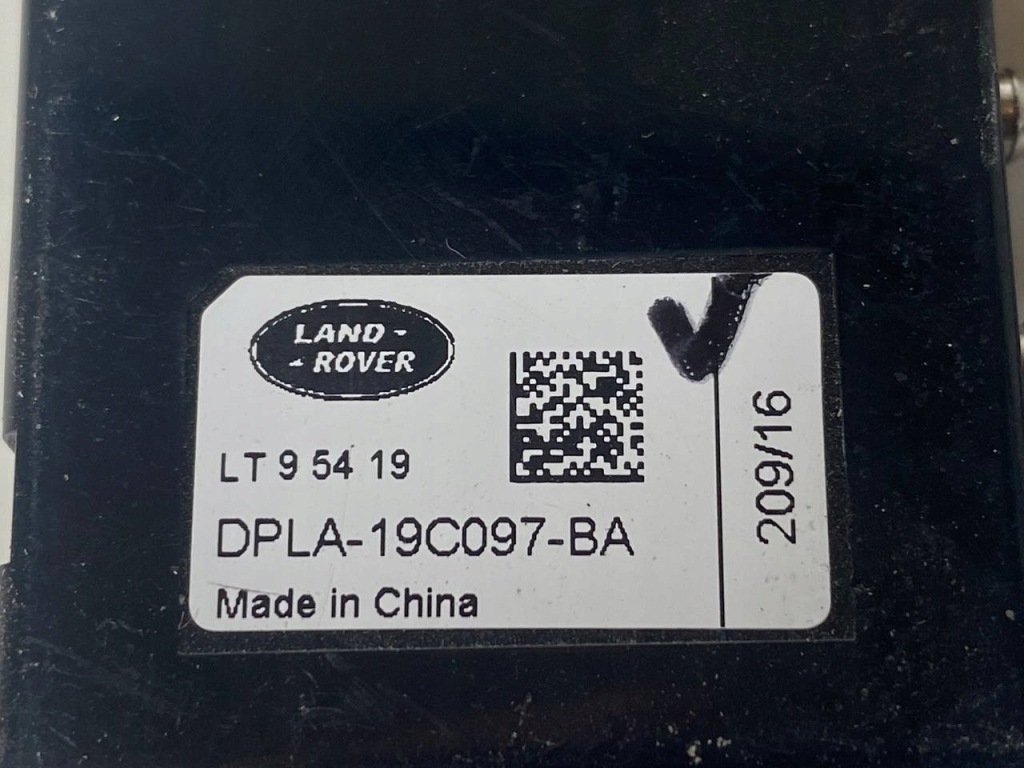 LAND -
- ROVER
LT 9 54 19
DPLA-19C097-BA
Made in China
209/16